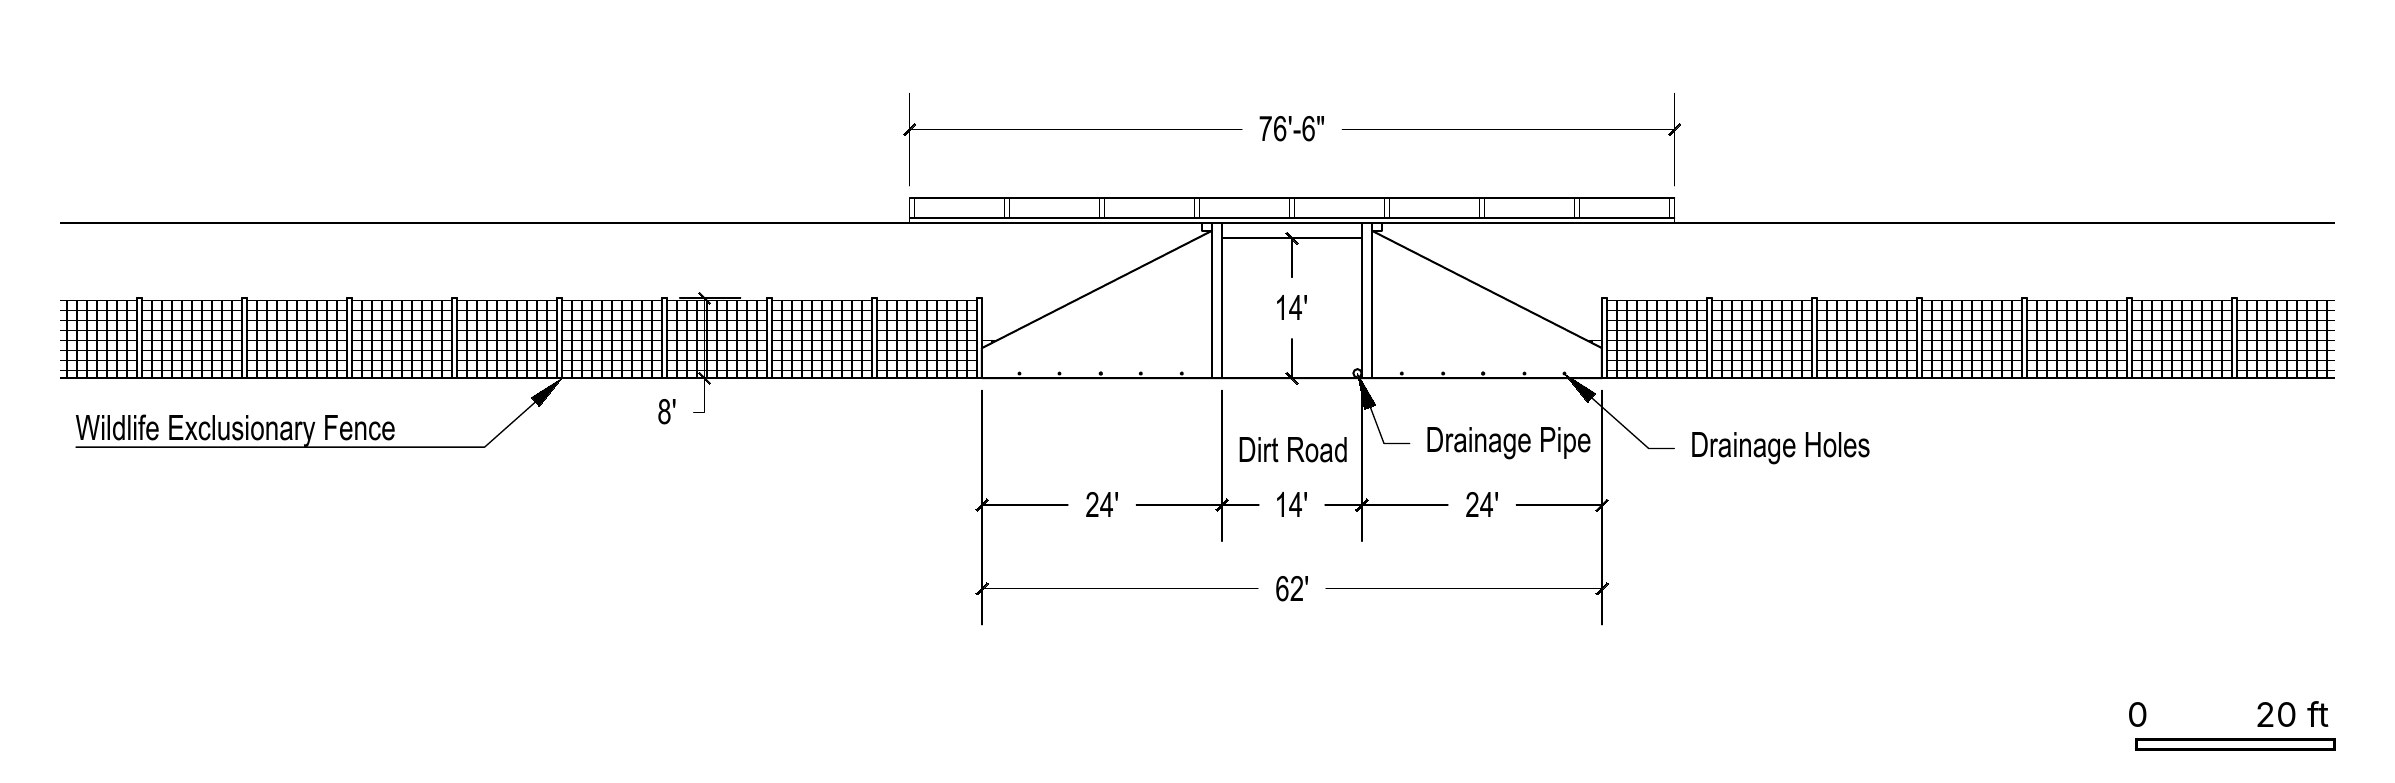 76'-6"
14'
8'
Wildlife Exclusionary Fence
Dirt Road
Drainage Pipe
Drainage Holes
24'
14'
24'
62'
0 20 ft